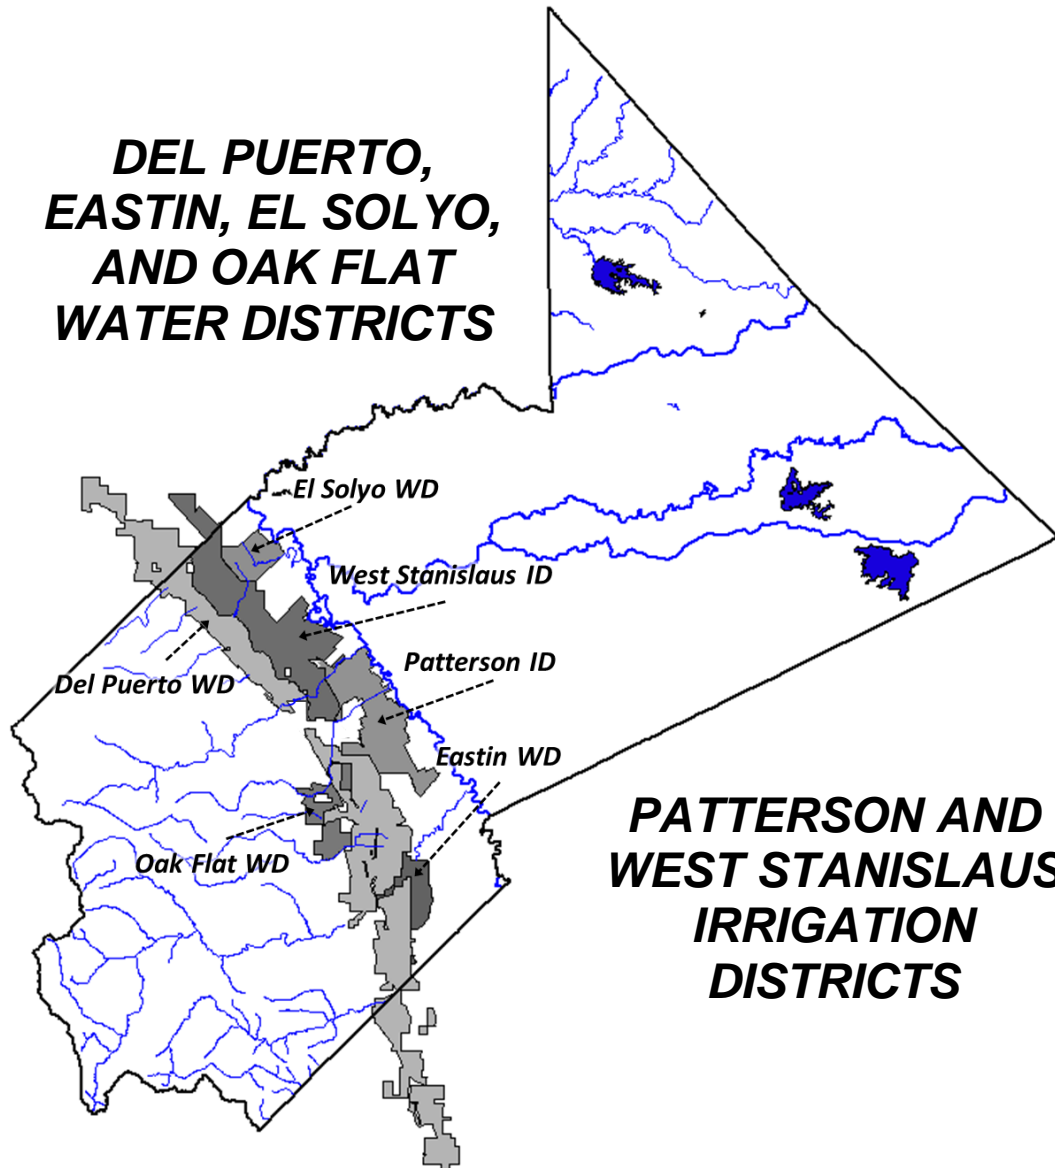 DEL PUERTO,
EASTIN, EL SOLYO,
AND OAK FLAT
WATER DISTRICTS
El Solyo WD
West Stanislaus ID
Patterson ID
Del Puerto WD
Eastin WD
Oak Flat WD
PATTERSON AND
WEST STANISLAUS
IRRIGATION
DISTRICTS